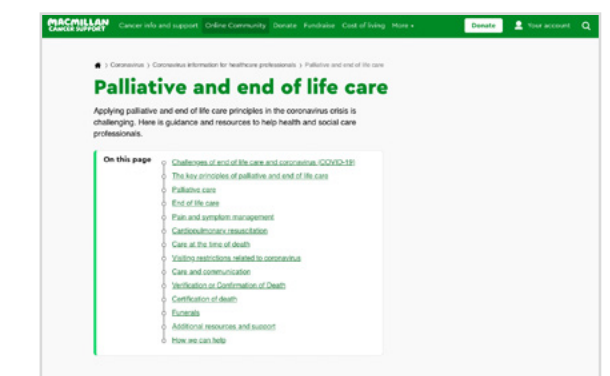 MACMILLAN
CANCER SUPPORT
Cancer info and support Online Community Donate Fundraise Cost of living More Donate Your account
Coronavirus Coronavirus information for healthcare professionals Palliative and end of life care
Palliative and end of life care
Applying palliative and end of life care principles in the coronavirus crisis is
challenging. Here is guidance and resources to help health and social care
professionals.
On this page
Challenges of end of life care and coronavirus (COVID-19)
The key principles of palliative and end of life care
Palliative care
End of life care
Pain and symptom management
Cardiopulmonary resuscitation
Care at the time of death
Visiting restrictions related to coronavirus
Care and communication
Verification or Confirmation of Death
Certification of death
Funerals
Additional resources and support
How we can help